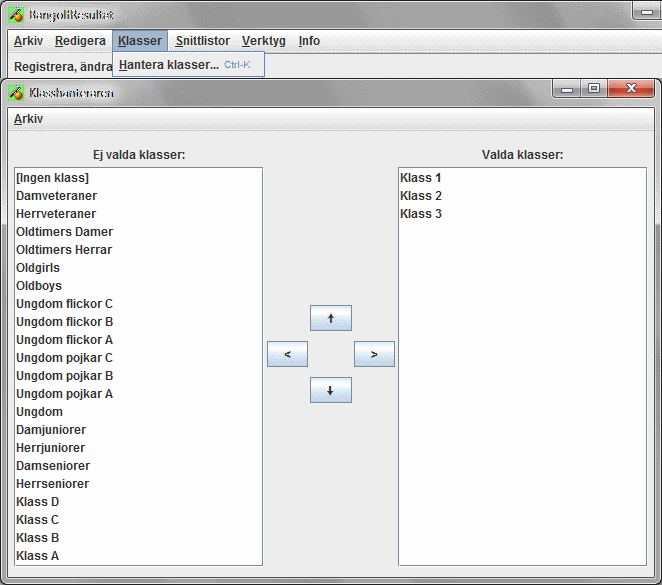 BangolfResultat
Arkiv Redigera Klasser Snittlistor Verktyg Info
Registrera, ändra
Hantera klasser... Ctrl-K
Klasshanteraren
Arkiv
Ej valda klasser:
[Ingen klass]
Damveteraner
Herrveteraner
Oldtimers Damer
Oldtimers Herrar
Oldgirls
Oldboys
Ungdom flickor C
Ungdom flickor B
Ungdom flickor A
Ungdom pojkar C
Ungdom pojkar B
Ungdom pojkar A
Ungdom
Damjuniorer
Herrjuniorer
Damseniorer
Herrseniorer
Klass D
Klass C
Klass B
Klass A
↑
< >
↓
Valda klasser:
Klass 1
Klass 2
Klass 3